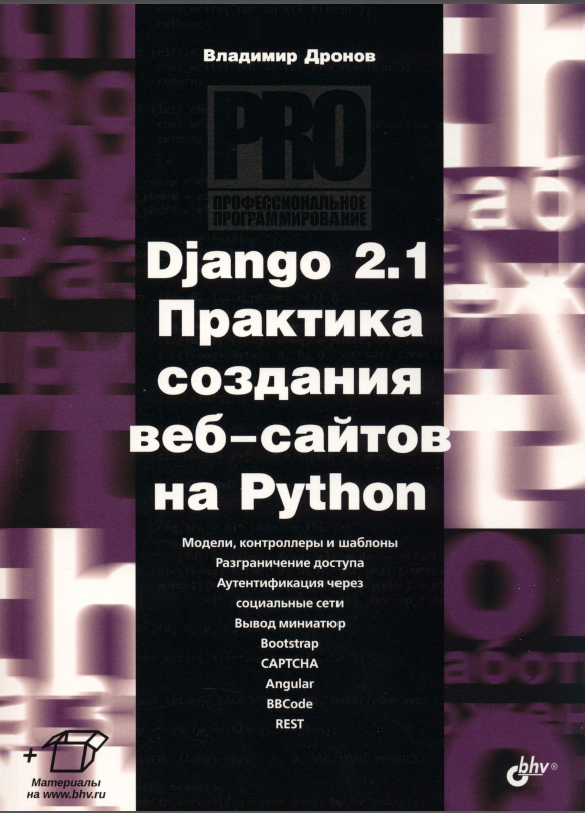 Владимир Дронов
PRO
ПРОФЕССИОНАЛЬНОЕ
ПРОГРАММИРОВАНИЕ
Django 2.1
Практика
создания
веб-сайтов
на Python
Модели, контроллеры и шаблоны
Разграничение доступа
Аутентификация через
социальные сети
Вывод миниатюр
Bootstrap
CAPTCHA
Angular
BBCode
REST
+
Материалы
на www.bhv.ru
bhv®